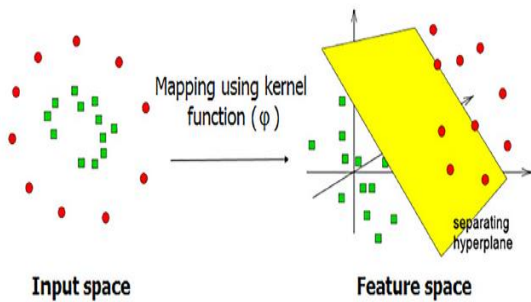 Mapping using kernel
function (φ)
separating
hyperplane
Input space
Feature space